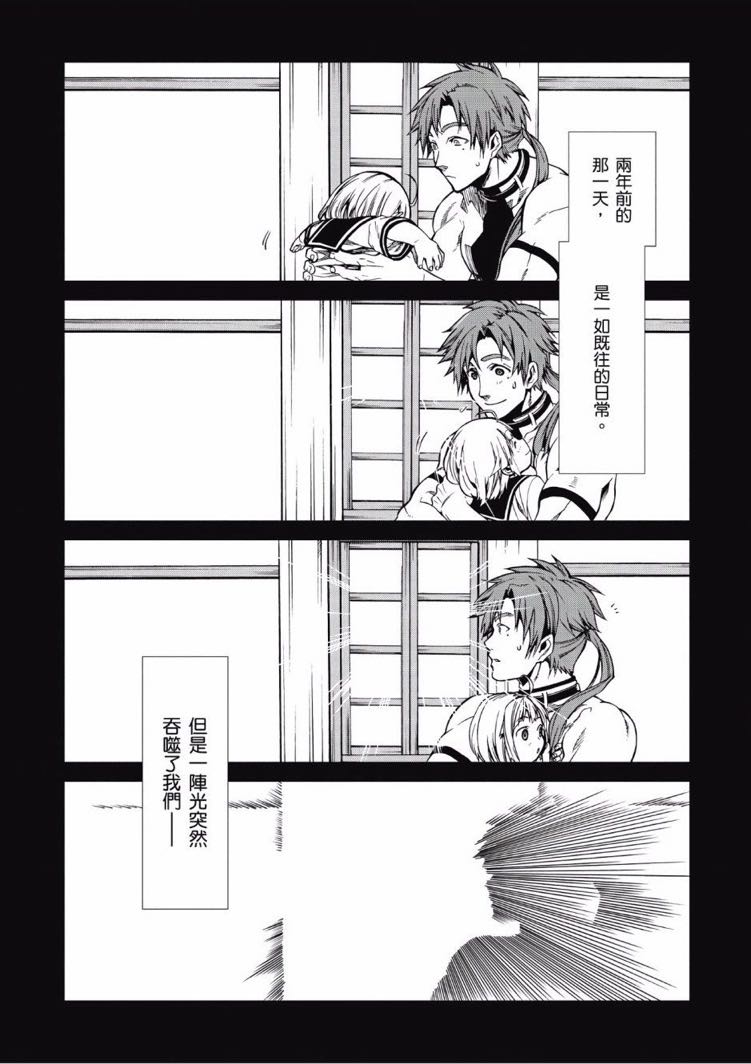 兩年前的
那一天，
是一如既往的日常。
但是一陣光突然
吞噬了我們——